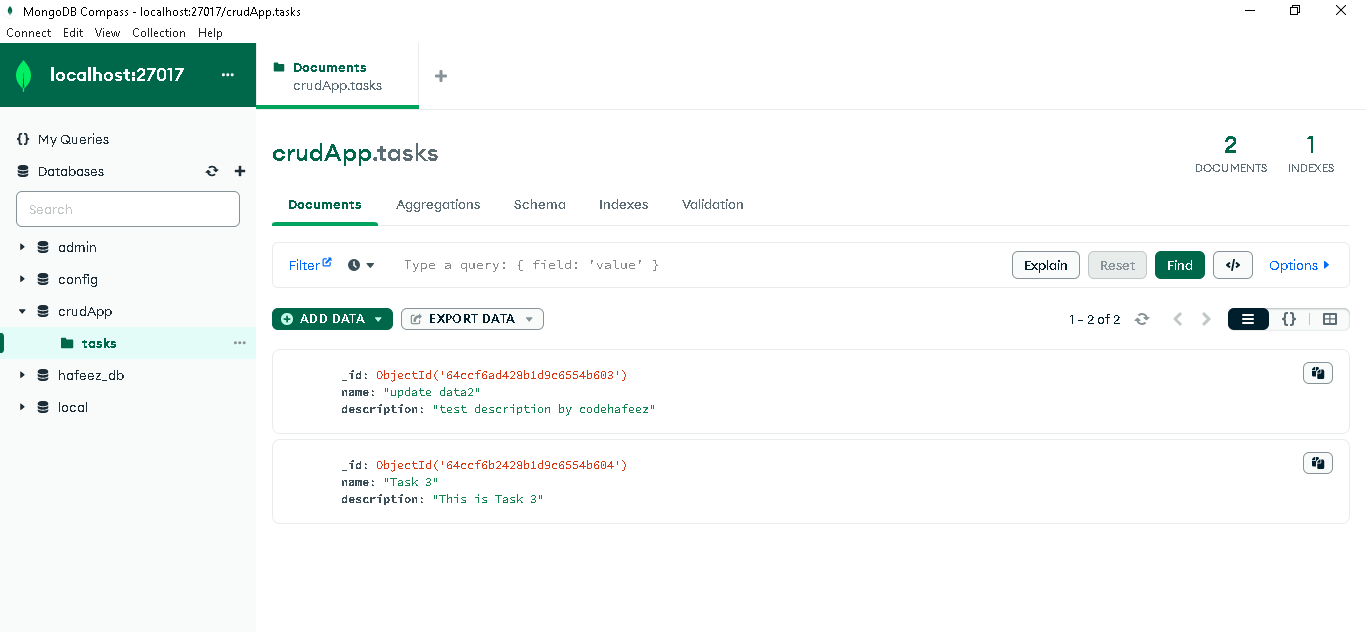 MongoDB Compass - localhost:27017/crudApp.tasks
Connect Edit View Collection Help
localhost:27017 ...
Documents
crudApp.tasks
+
{} My Queries
Databases
Search
admin
config
crudApp
tasks ...
hafeez_db
local
crudApp.tasks
2
DOCUMENTS
1
INDEXES
Documents Aggregations Schema Indexes Validation
Filter Type a query: { field: 'value' } Explain Reset Find </> Options
ADD DATA EXPORT DATA 1 – 2 of 2 {}
_id: ObjectId('64ccf6ad428b1d9c6554b603')
name: "update data2"
description: "test description by codehafeez"
_id: ObjectId('64ccf6b2428b1d9c6554b604')
name: "Task 3"
description: "This is Task 3"